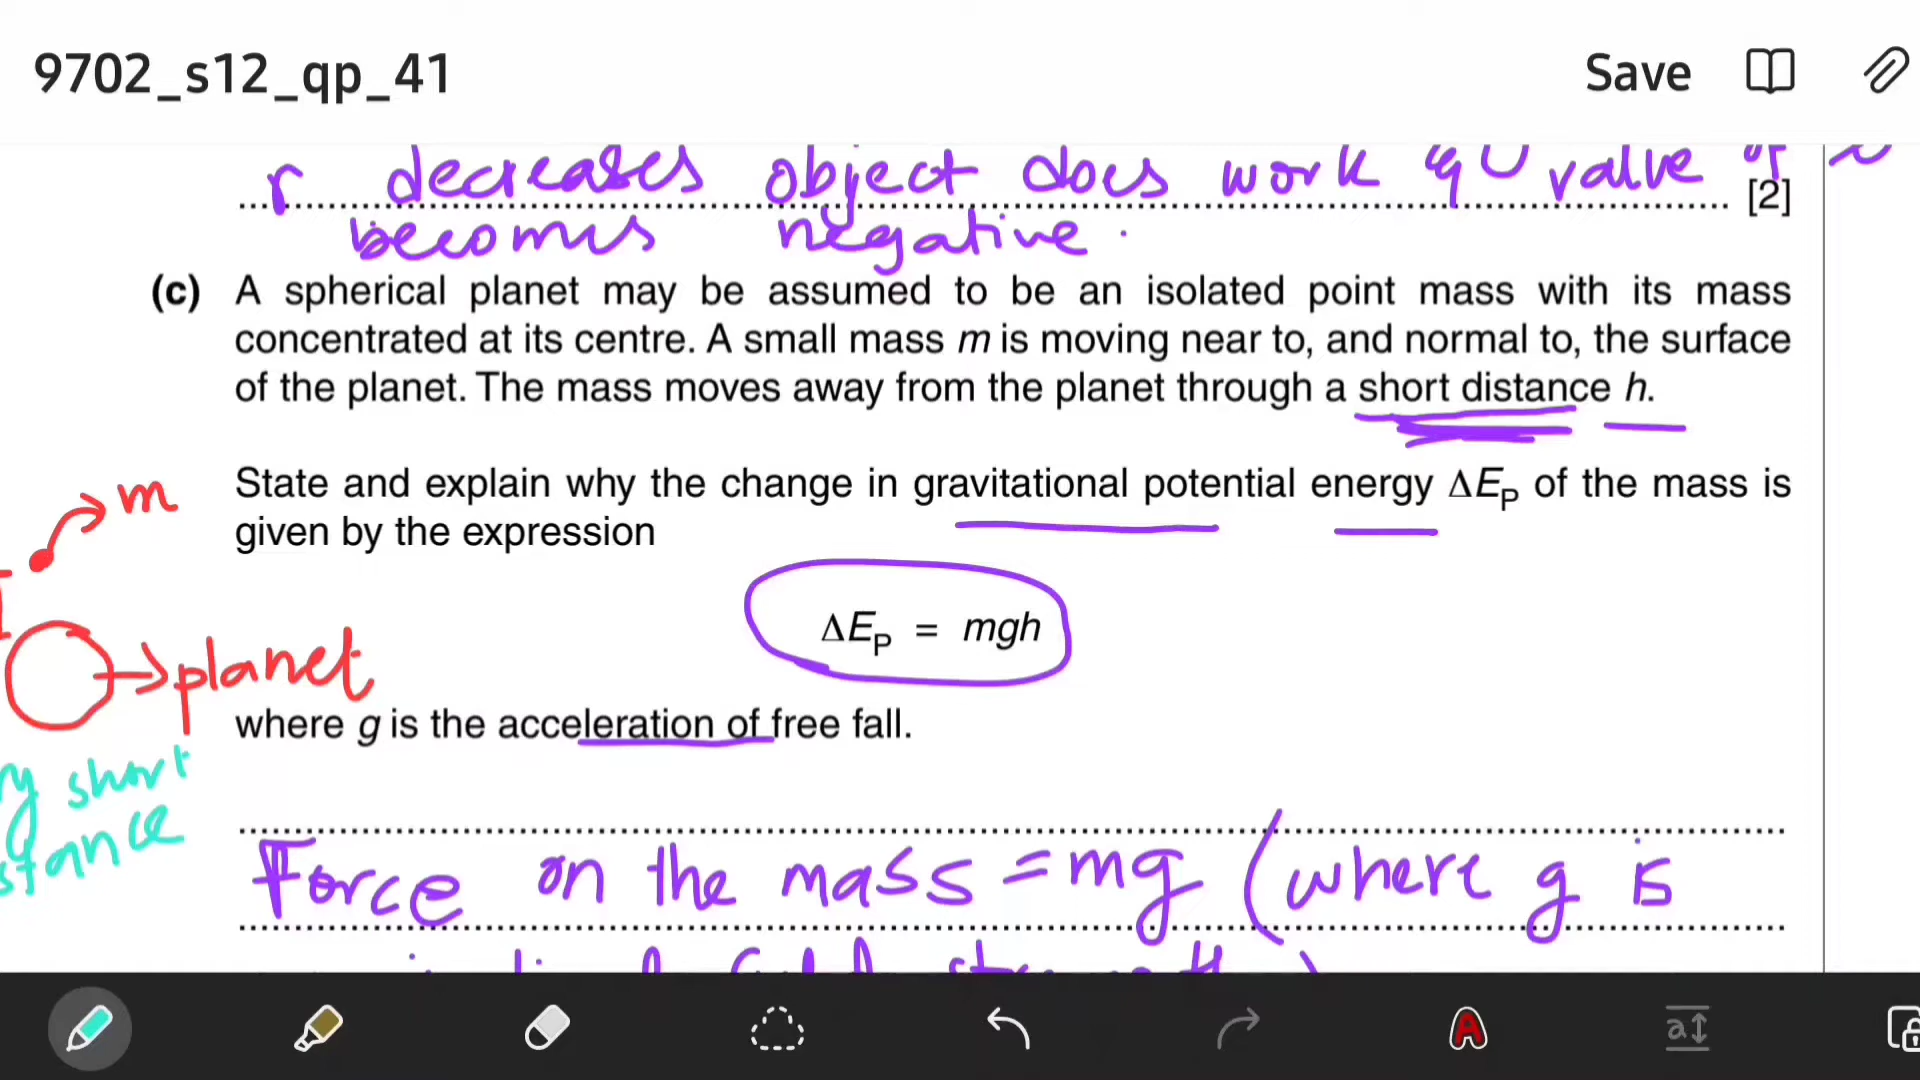 9702_s12_qp_41
Save
r decreases object does work & U value of
[2]
becomes negative.
(c) A spherical planet may be assumed to be an isolated point mass with its mass
concentrated at its centre. A small mass m is moving near to, and normal to, the surface
of the planet. The mass moves away from the planet through a short distance h.
State and explain why the change in gravitational potential energy ΔEP of the mass is
given by the expression
m
ΔEP = mgh
planet
where g is the acceleration of free fall.
short
Force on the mass = mg (where g is